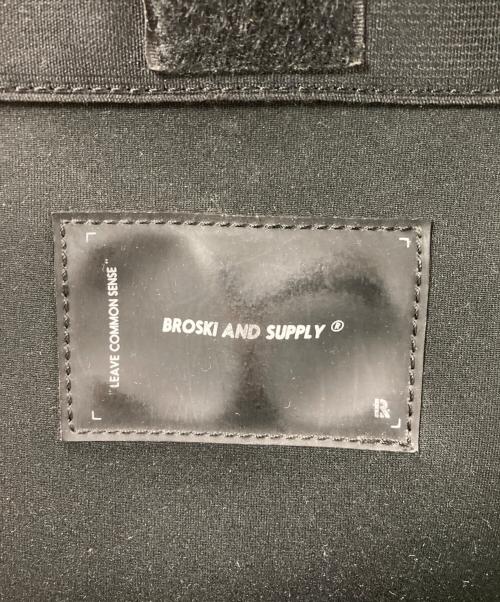 "LEAVE COMMON SENSE"
BROSKI AND SUPPLY ®
R